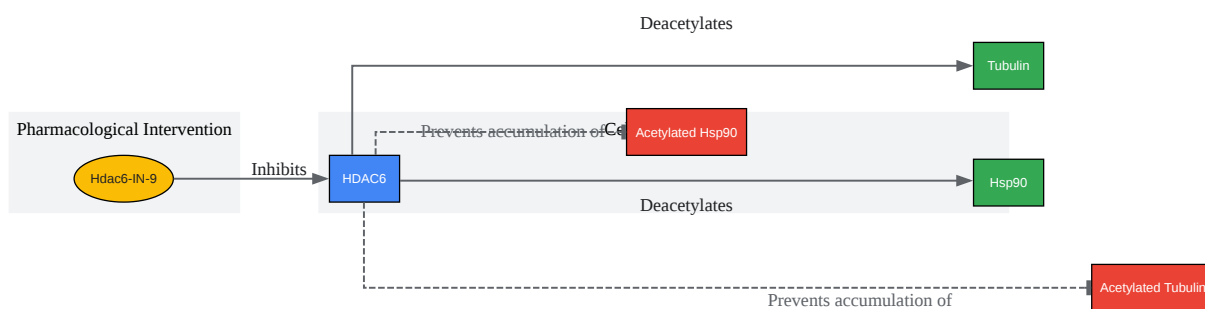 Deacetylates
Tubulin
Pharmacological Intervention
Prevents accumulation of
Acetylated Hsp90
Inhibits
Hdac6-IN-9
HDAC6
Hsp90
Deacetylates
Acetylated Tubulin
Prevents accumulation of